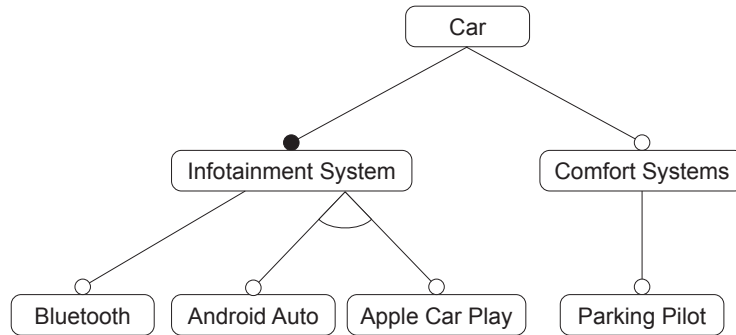 Car
Infotainment System
Comfort Systems
Bluetooth
Android Auto
Apple Car Play
Parking Pilot